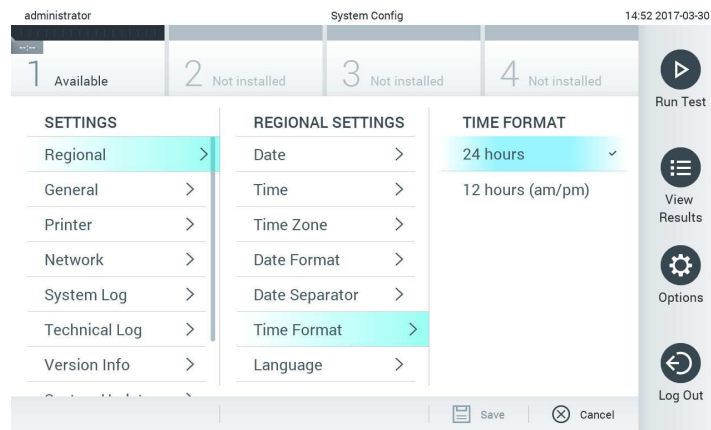 administrator
System Config
14:52 2017-03-30
--:--
1 Available
2 Not installed
3 Not installed
4 Not installed
Run Test
View
Results
Options
Log Out
SETTINGS
Regional
General
Printer
Network
System Log
Technical Log
Version Info
REGIONAL SETTINGS
Date
Time
Time Zone
Date Format
Date Separator
Time Format
Language
TIME FORMAT
24 hours
12 hours (am/pm)
Save
Cancel